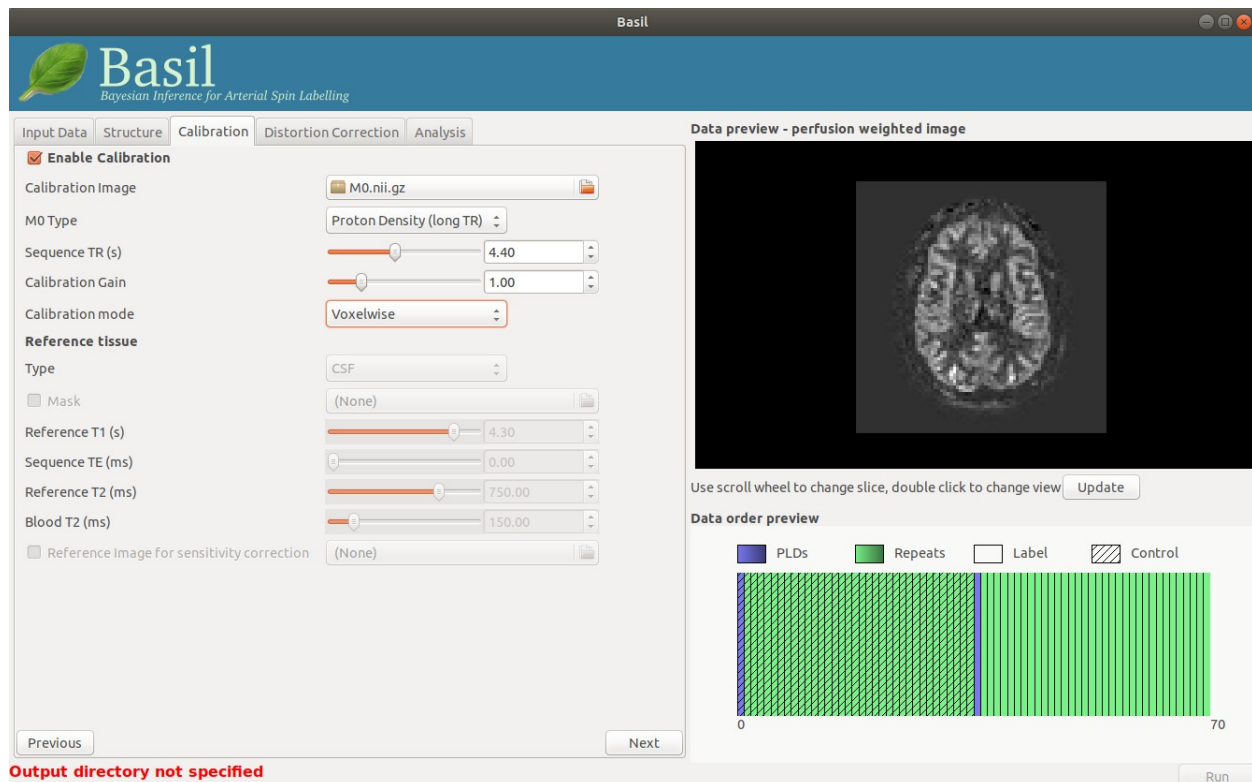 Basil
Basil
Bayesian Inference for Arterial Spin Labelling
Input Data Structure Calibration Distortion Correction Analysis
Enable Calibration
Calibration Image M0.nii.gz
M0 Type Proton Density (long TR)
Sequence TR (s) 4.40
Calibration Gain 1.00
Calibration mode Voxelwise
Reference tissue
Type CSF
Mask (None)
Reference T1 (s) 4.30
Sequence TE (ms) 0.00
Reference T2 (ms) 750.00
Blood T2 (ms) 150.00
Reference Image for sensitivity correction (None)
Previous Next
Data preview - perfusion weighted image
Use scroll wheel to change slice, double click to change view Update
Data order preview
PLDs Repeats Label Control
0 70
Output directory not specified
Run